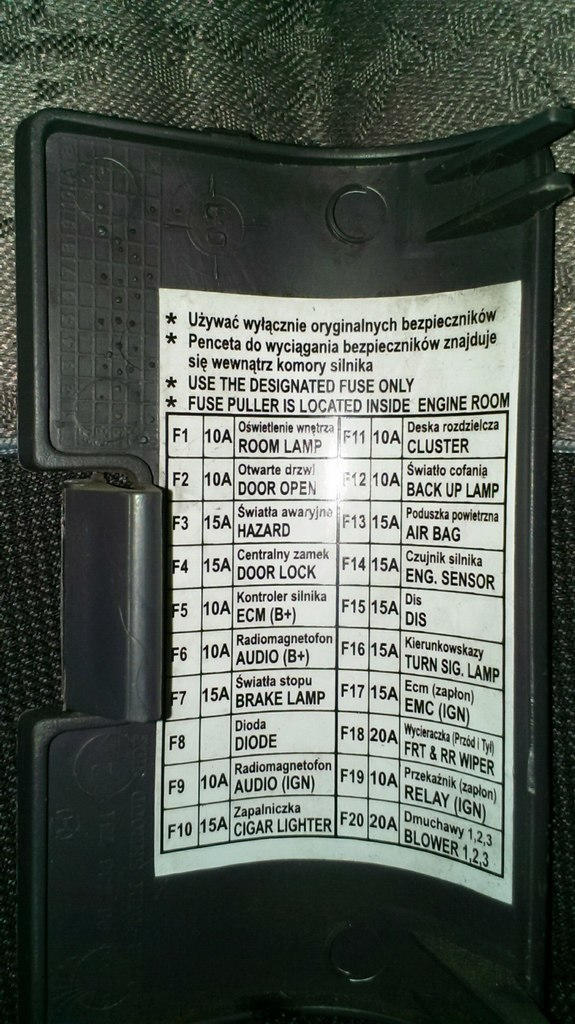 * Używać wyłącznie oryginalnych bezpieczników
* Penceta do wyciągania bezpieczników znajduje
się wewnątrz komory silnika
* USE THE DESIGNATED FUSE ONLY
* FUSE PULLER IS LOCATED INSIDE ENGINE ROOM
F1 10A Oświetlenie wnętrza
ROOM LAMP
F2 10A Otwarte drzwi
DOOR OPEN
F3 15A Światła awaryjne
HAZARD
F4 15A Centralny zamek
DOOR LOCK
F5 10A Kontroler silnika
ECM (B+)
F6 10A Radiomagnetofon
AUDIO (B+)
F7 15A Światła stopu
BRAKE LAMP
F8 Dioda
DIODE
F9 10A Radiomagnetofon
AUDIO (IGN)
F10 15A Zapalniczka
CIGAR LIGHTER
F11 10A Deska rozdzielcza
CLUSTER
F12 10A Światło cofania
BACK UP LAMP
F13 15A Poduszka powietrzna
AIR BAG
F14 15A Czujnik silnika
ENG. SENSOR
F15 15A Dis
DIS
F16 15A Kierunkowskazy
TURN SIG. LAMP
F17 15A Ecm (zapłon)
EMC (IGN)
F18 20A Wycieraczka (Przód i Tył)
FRT & RR WIPER
F19 10A Przekaźnik (zapłon)
RELAY (IGN)
F20 20A Dmuchawy 1,2,3
BLOWER 1,2,3